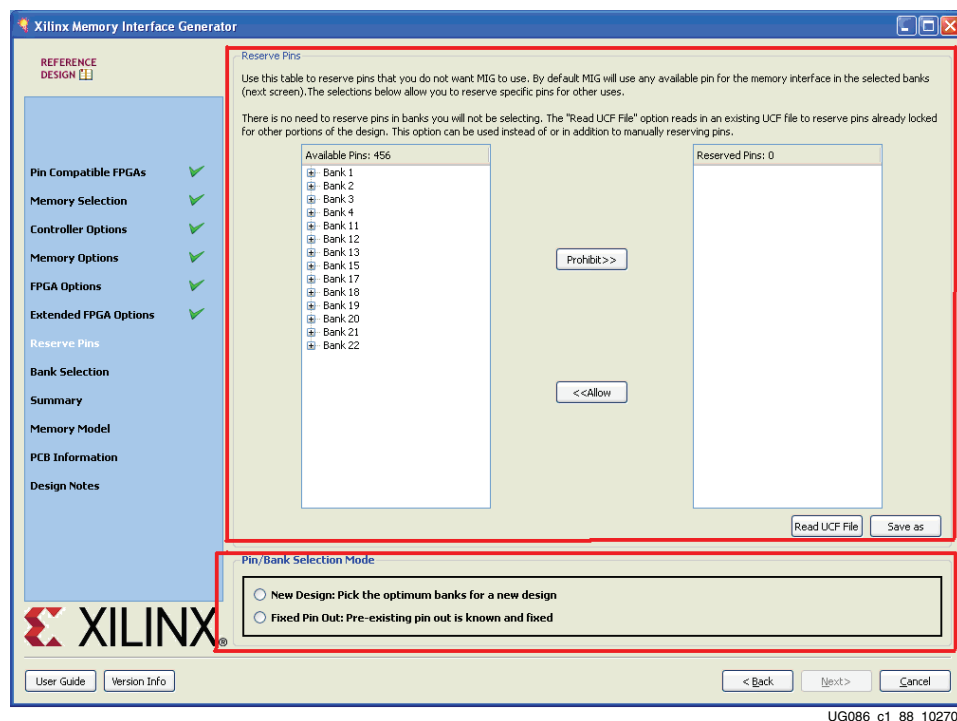 Xilinx Memory Interface Generator
REFERENCE
DESIGN
Pin Compatible FPGAs
Memory Selection
Controller Options
Memory Options
FPGA Options
Extended FPGA Options
Reserve Pins
Bank Selection
Summary
Memory Model
PCB Information
Design Notes
XILINX®
Reserve Pins
Use this table to reserve pins that you do not want MIG to use. By default MIG will use any available pin for the memory interface in the selected banks
(next screen).The selections below allow you to reserve specific pins for other uses.
There is no need to reserve pins in banks you will not be selecting. The "Read UCF File" option reads in an existing UCF file to reserve pins already locked
for other portions of the design. This option can be used instead of or in addition to manually reserving pins.
Available Pins: 456
Bank 1
Bank 2
Bank 3
Bank 4
Bank 11
Bank 12
Bank 13
Bank 15
Bank 17
Bank 18
Bank 19
Bank 20
Bank 21
Bank 22
Prohibit>>
<<Allow
Reserved Pins: 0
Read UCF File
Save as
Pin/Bank Selection Mode
New Design: Pick the optimum banks for a new design
Fixed Pin Out: Pre-existing pin out is known and fixed
User Guide
Version Info
< Back
Next >
Cancel
UG086_c1_88_10270